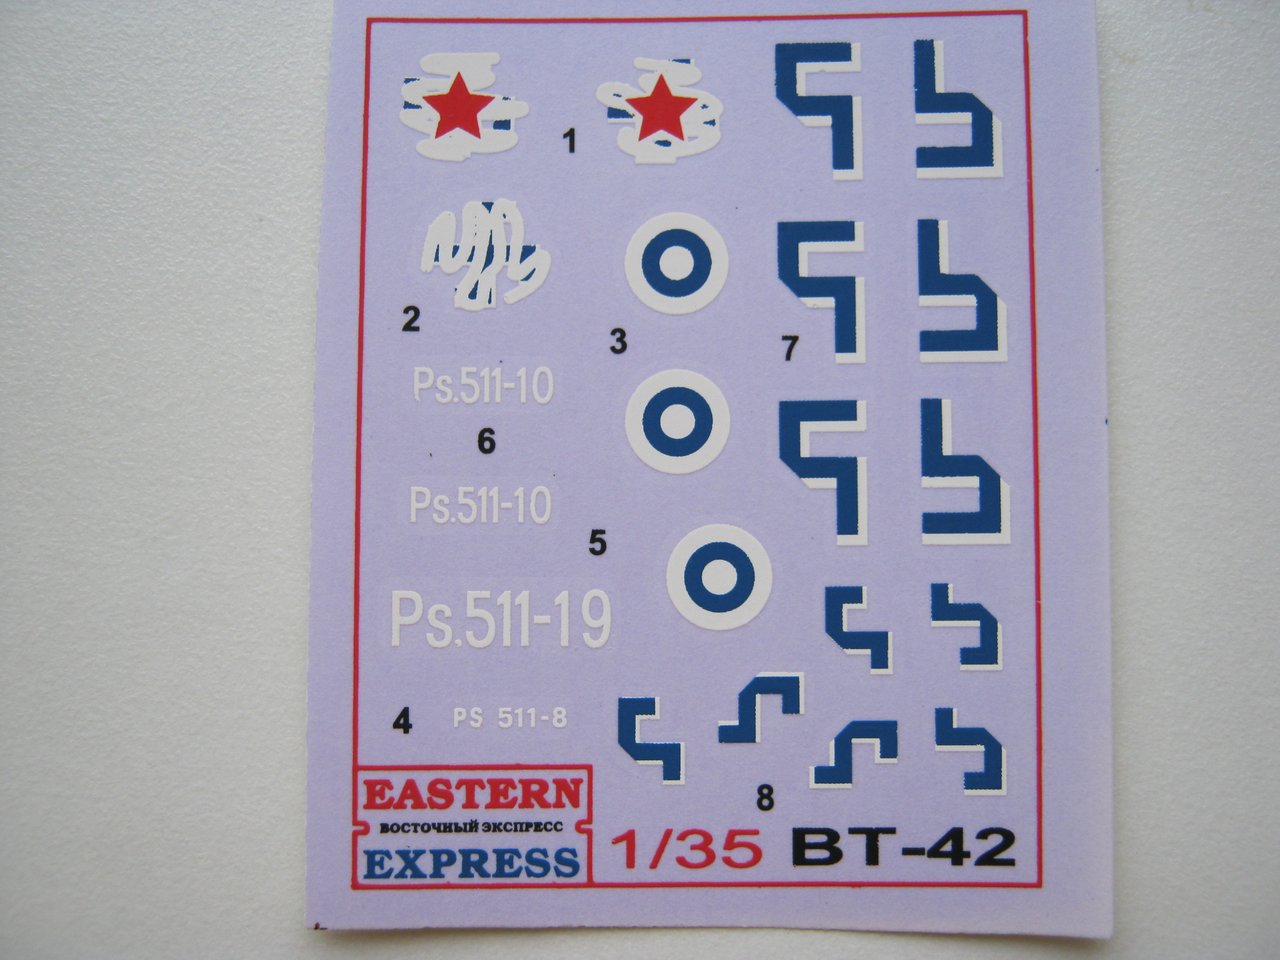 1
2
3
7
Ps.511-10
6
Ps.511-10
5
Ps.511-19
4
PS 511-8
8
EASTERN
ВОСТОЧНЫЙ ЭКСПРЕСС
EXPRESS
1/35 BT-42